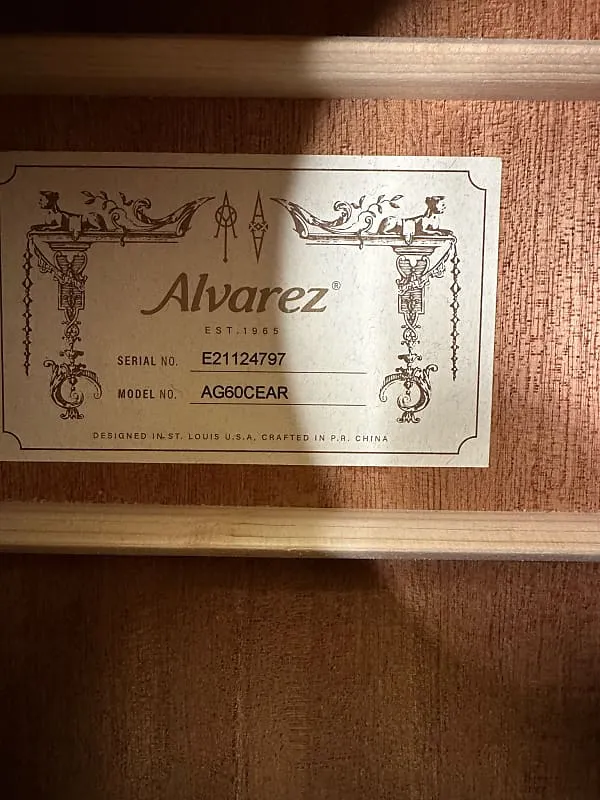 Alvarez®
EST. 1965
SERIAL NO. E21124797
MODEL NO. AG60CEAR
DESIGNED IN ST. LOUIS U.S.A. CRAFTED IN P.R. CHINA